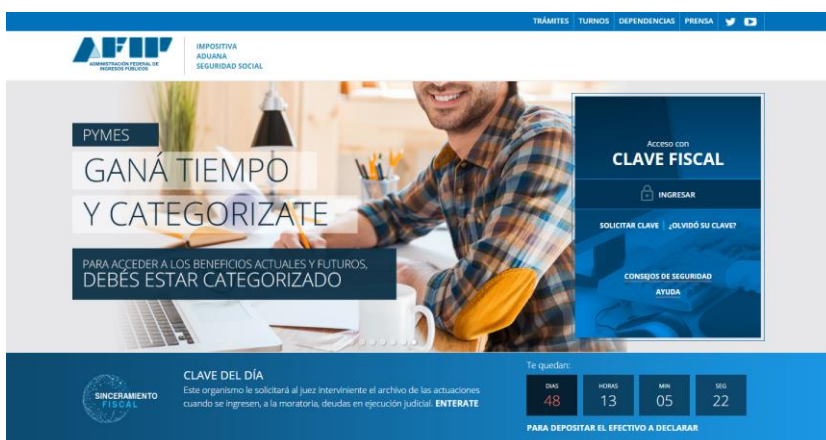 TRÁMITES TURNOS DEPENDENCIAS PRENSA
AFIP
ADMINISTRACIÓN FEDERAL DE
INGRESOS PÚBLICOS
IMPOSITIVA
ADUANA
SEGURIDAD SOCIAL
PYMES
GANÁ TIEMPO
Y CATEGORIZATE
PARA ACCEDER A LOS BENEFICIOS ACTUALES Y FUTUROS,
DEBÉS ESTAR CATEGORIZADO
Acceso con
CLAVE FISCAL
INGRESAR
SOLICITAR CLAVE | ¿OLVIDÓ SU CLAVE?
CONSEJOS DE SEGURIDAD
AYUDA
SINCERAMIENTO
FISCAL
CLAVE DEL DÍA
Este organismo le solicitará al juez interviniente el archivo de las actuaciones
cuando se ingresen, a la moratoria, deudas en ejecución judicial. ENTERATE
Te quedan:
DIAS HORAS MIN SEG
48 13 05 22
PARA DEPOSITAR EL EFECTIVO A DECLARAR